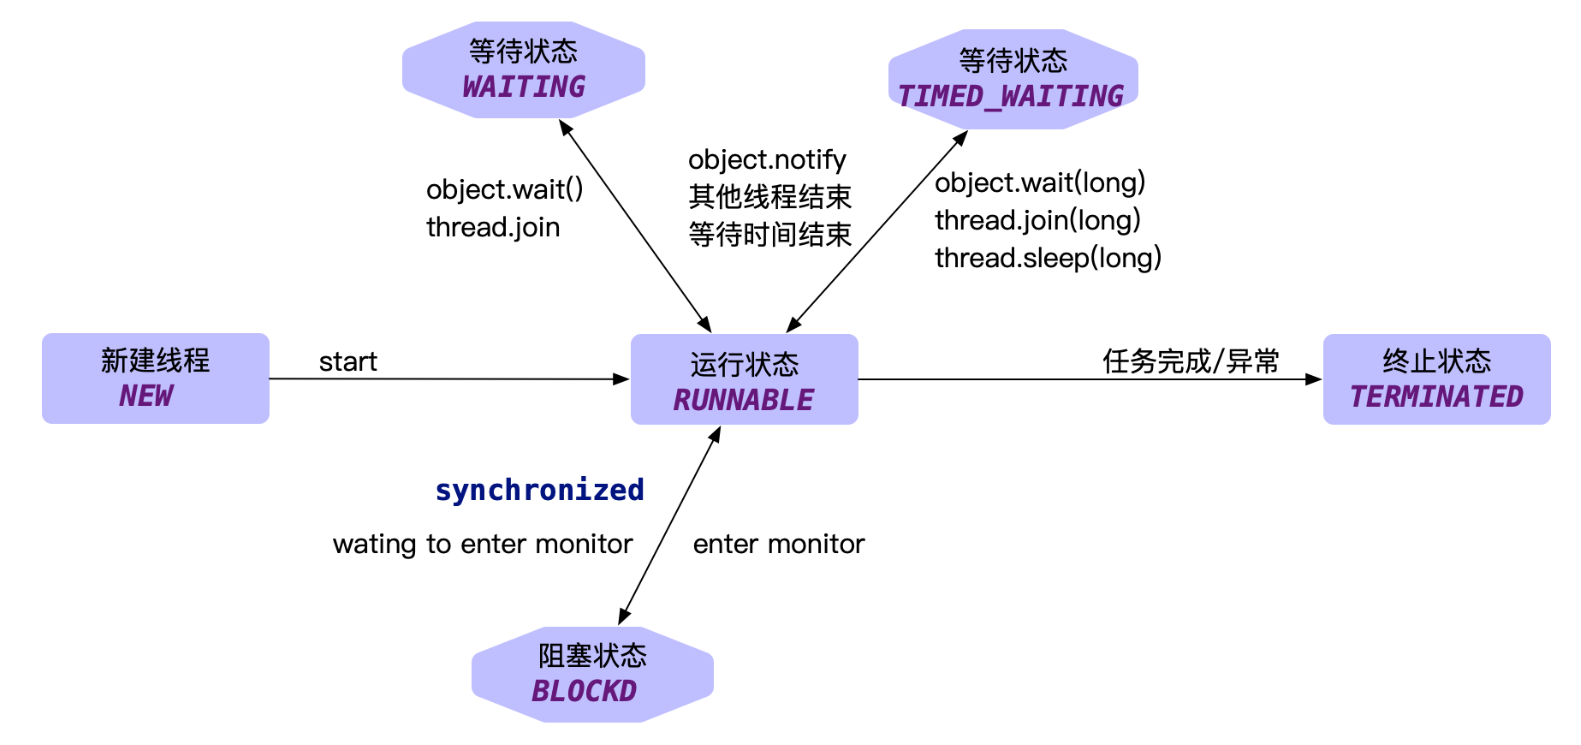 等待状态
WAITING
等待状态
TIMED_WAITING
object.wait()
thread.join
object.notify
其他线程结束
等待时间结束
object.wait(long)
thread.join(long)
thread.sleep(long)
新建线程
NEW
start
运行状态
RUNNABLE
任务完成/异常
终止状态
TERMINATED
synchronized
wating to enter monitor
enter monitor
阻塞状态
BLOCKD